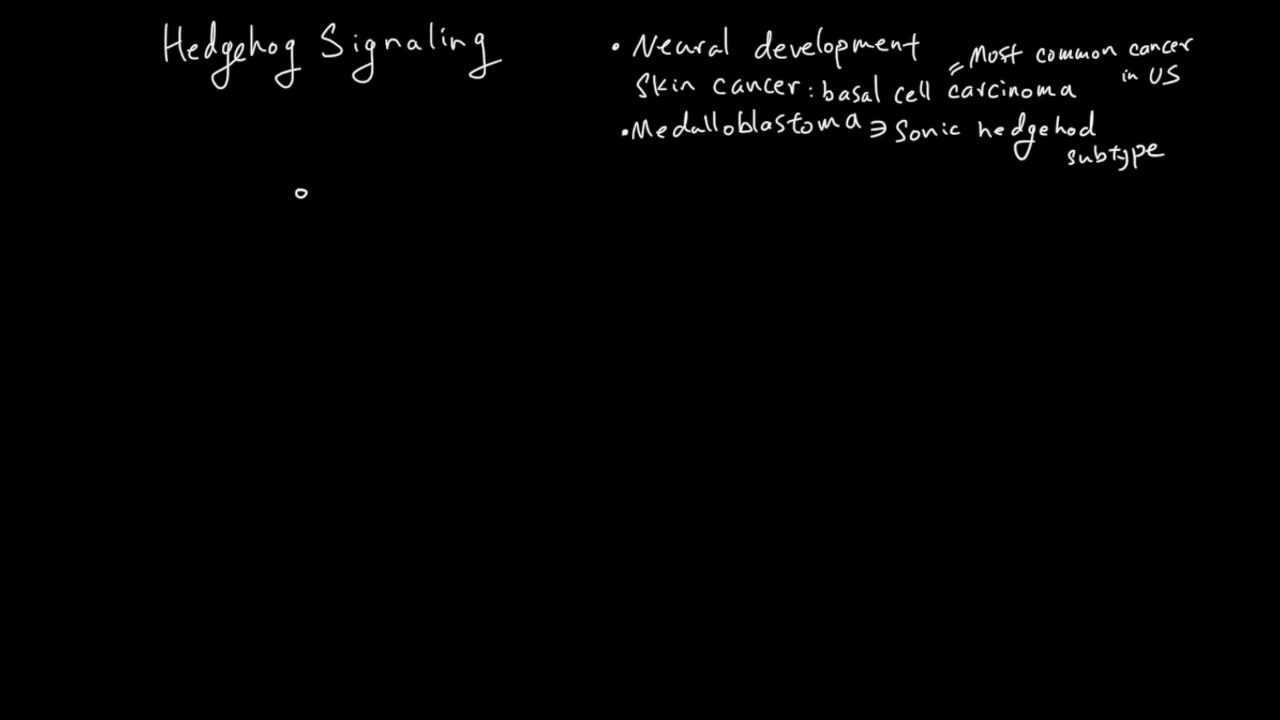 Hedgehog Signaling
• Neural development
= Most common cancer
in US
Skin cancer: basal cell carcinoma
• Medalloblastoma ∋ Sonic hedgehod
subtype